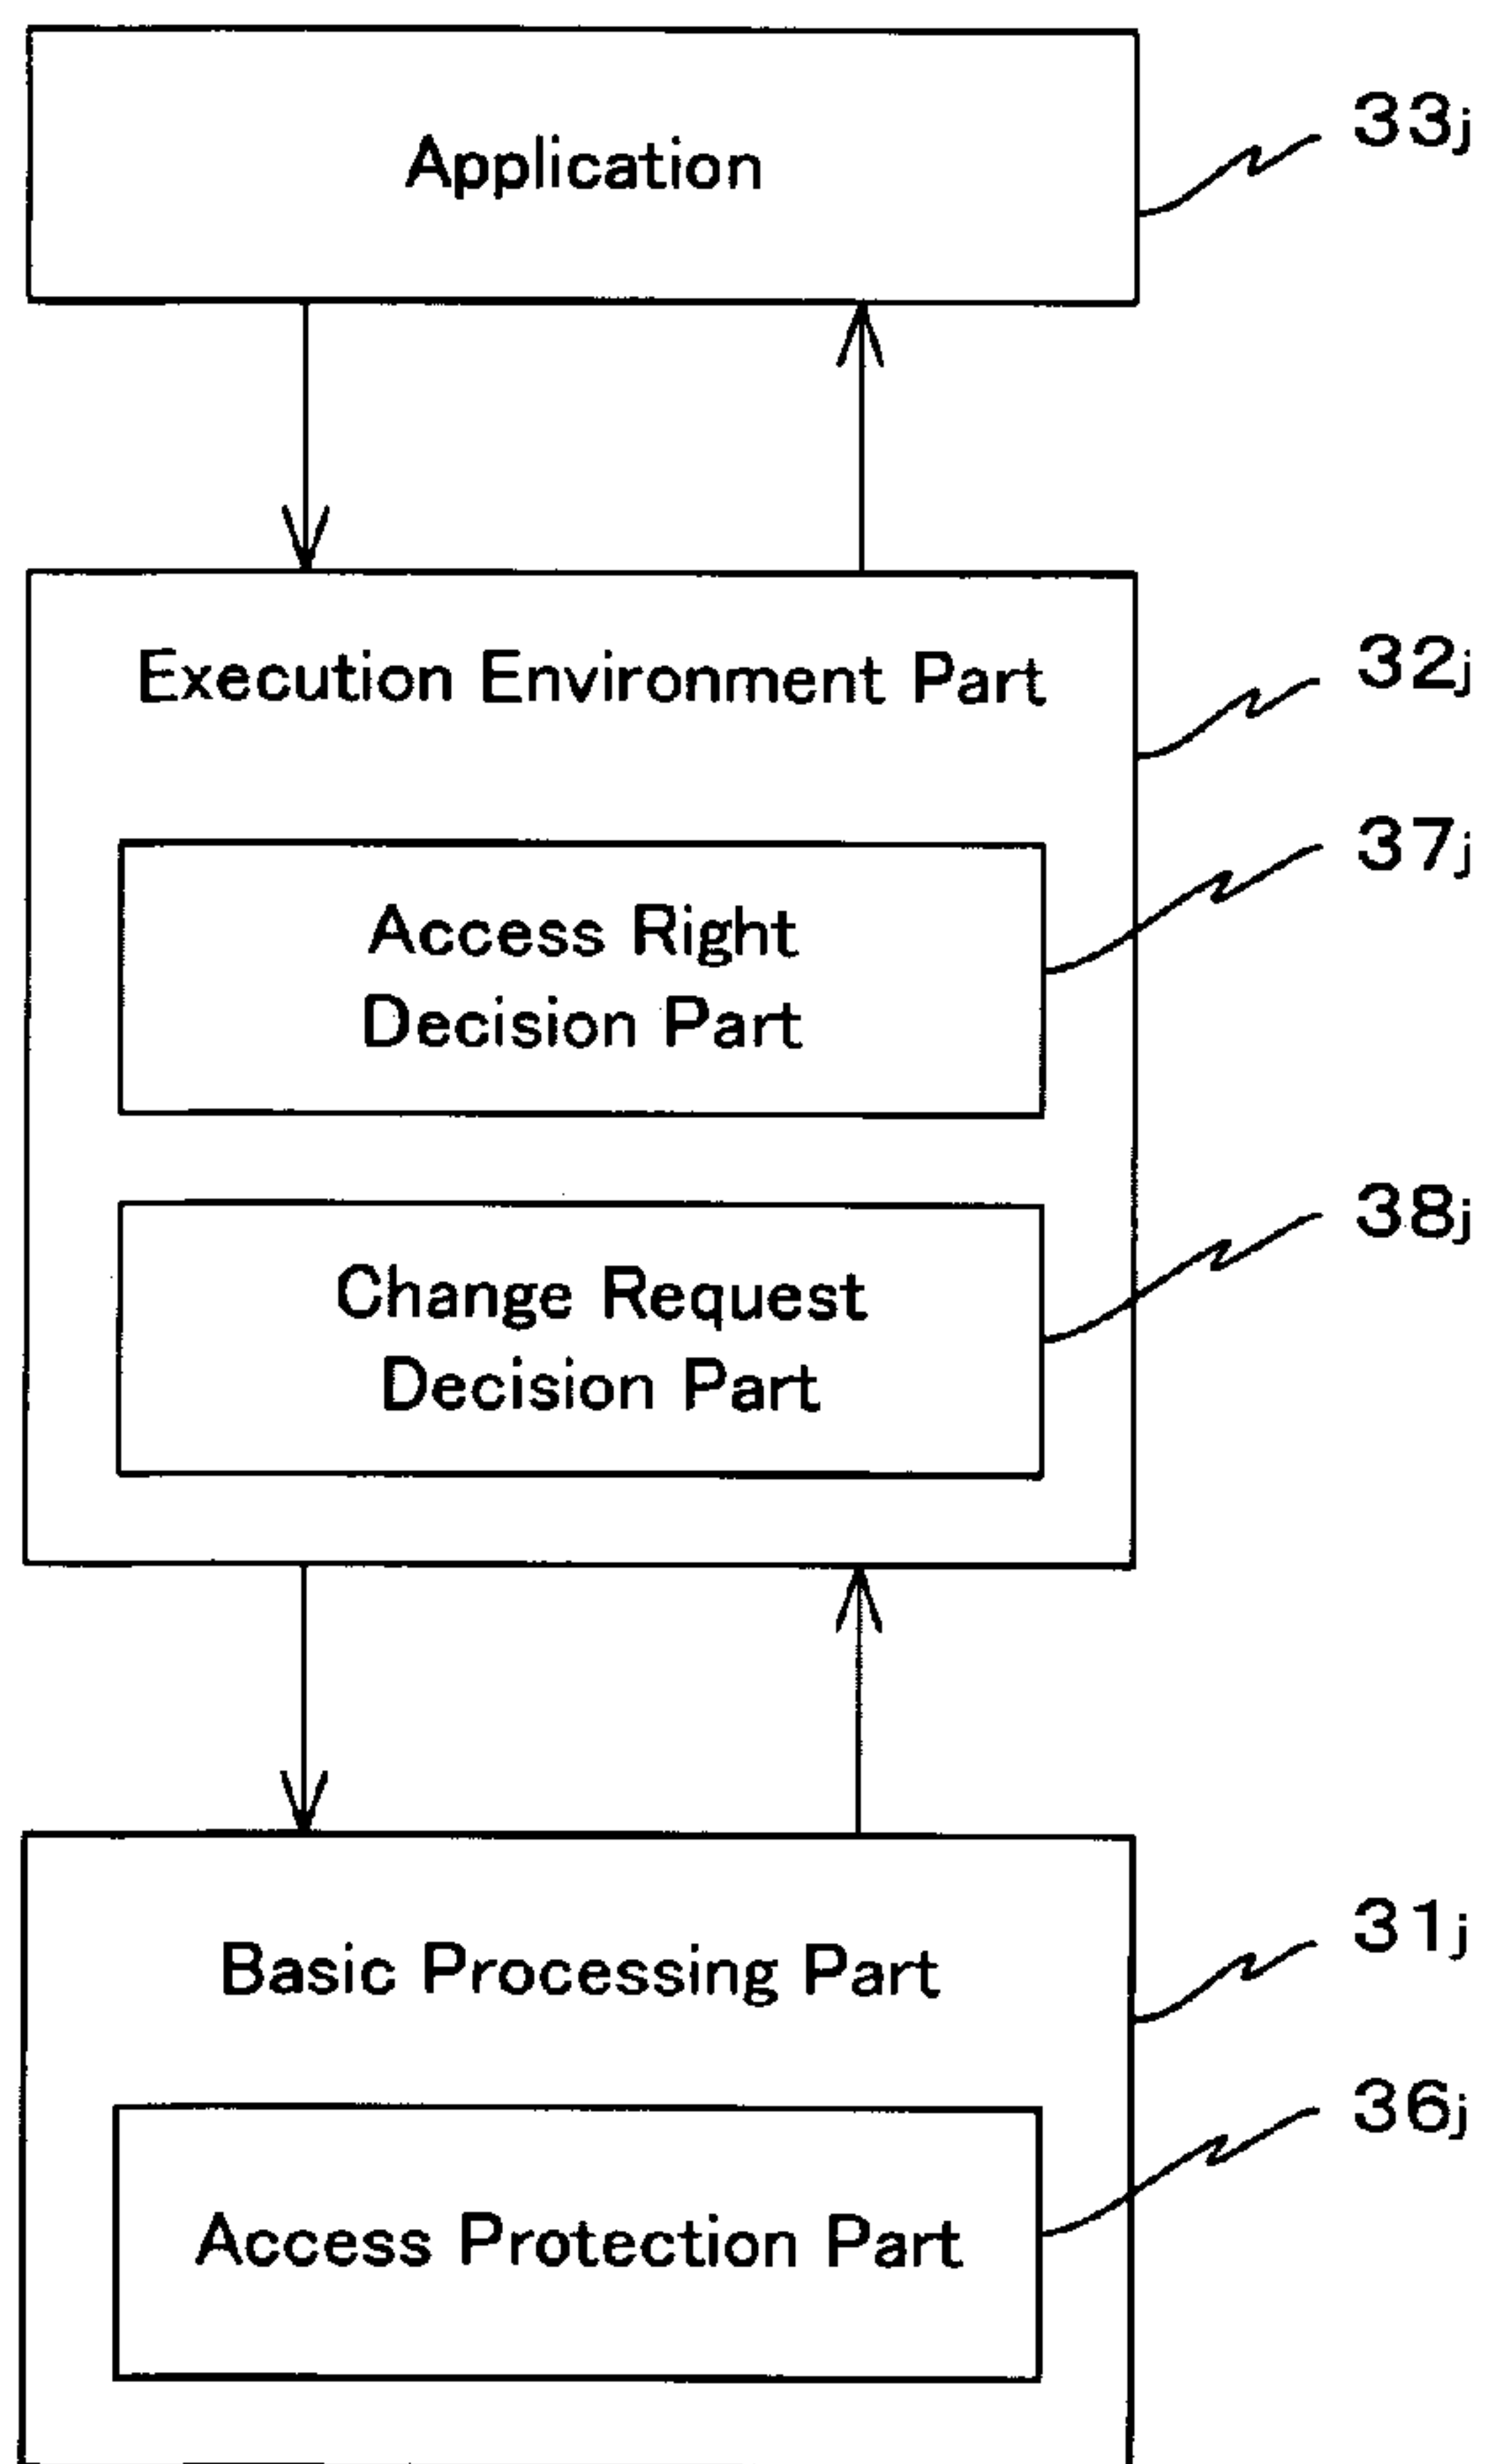 Application
33j
Execution Environment Part
32j
37j
Access Right
Decision Part
38j
Change Request
Decision Part
Basic Processing Part
31j
36j
Access Protection Part